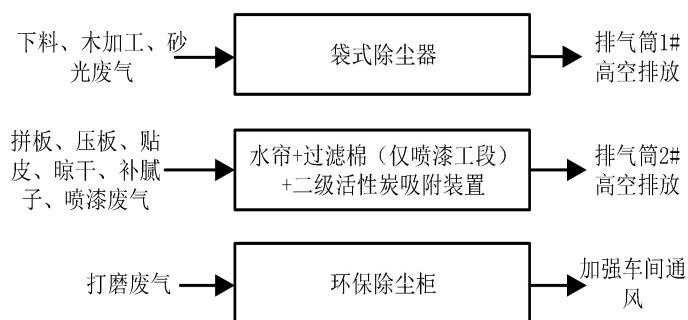 下料、木加工、砂
光废气
袋式除尘器
排气筒1#
高空排放
拼板、压板、贴
皮、晾干、补腻
子、喷漆废气
水帘+过滤棉（仅喷漆工段）
+二级活性炭吸附装置
排气筒2#
高空排放
打磨废气
环保除尘柜
加强车间通
风